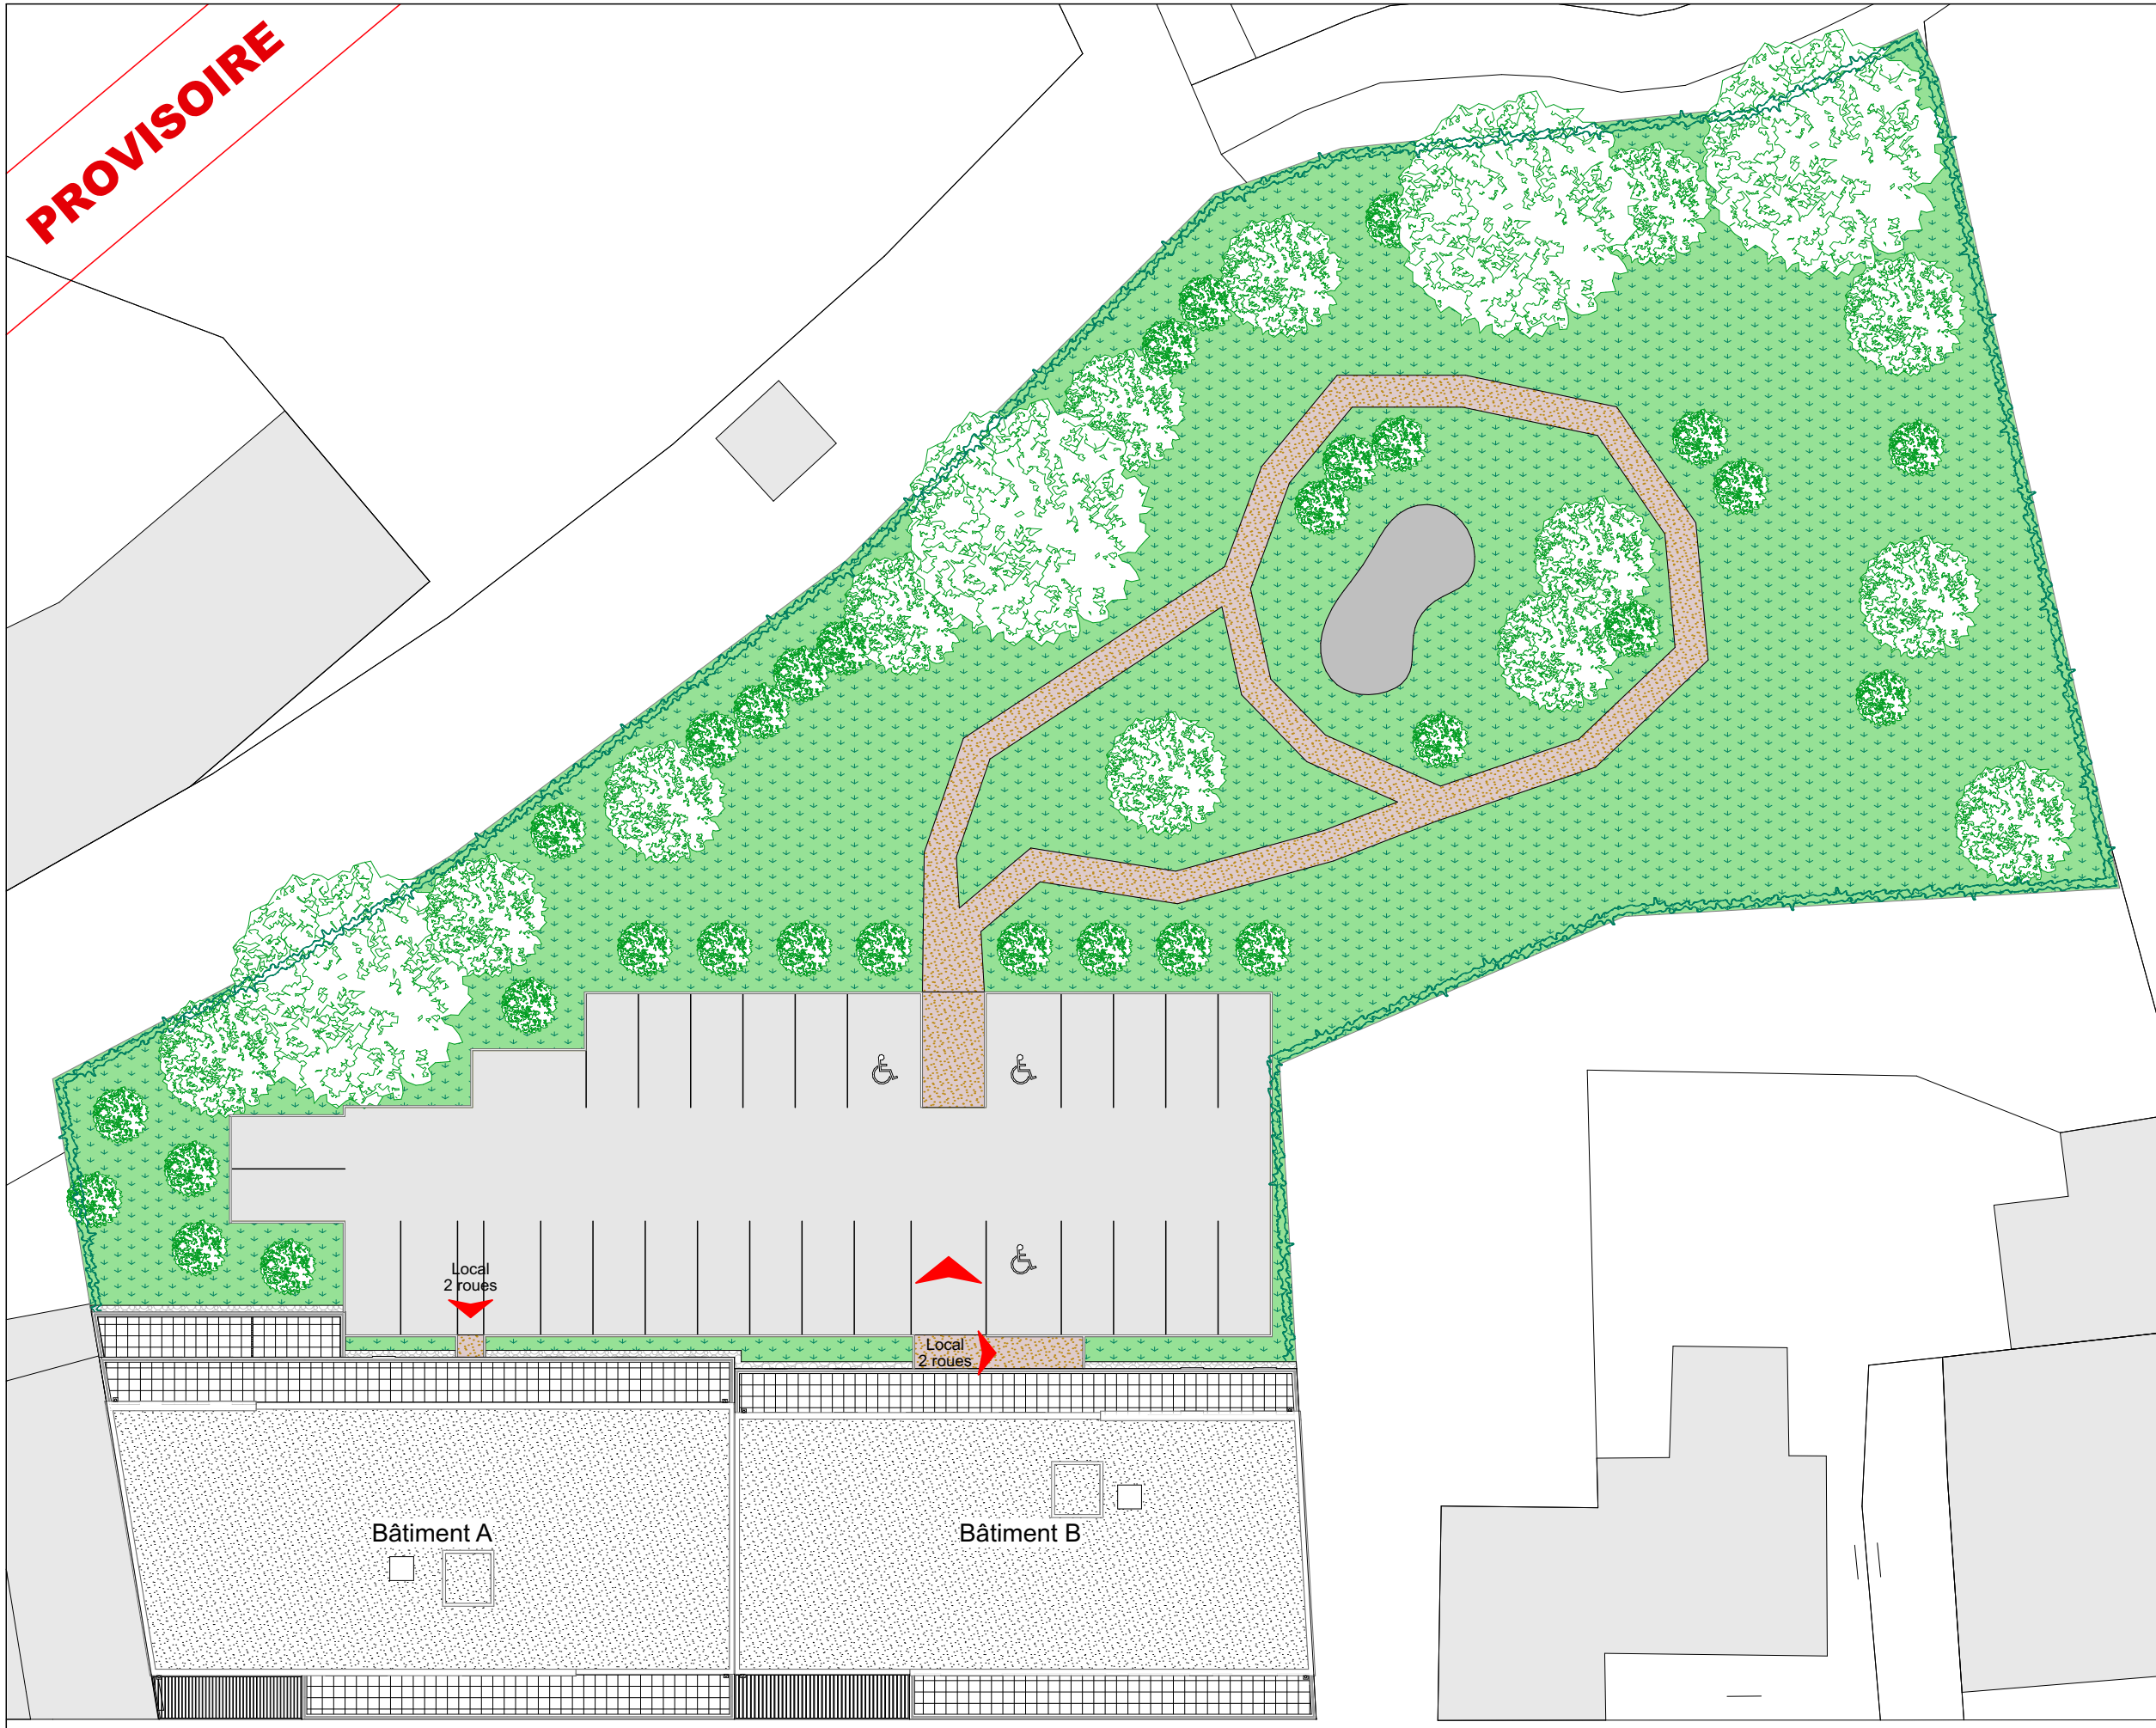 PROVISOIRE
Local
2 roues
Local
2 roues
Bâtiment A
Bâtiment B